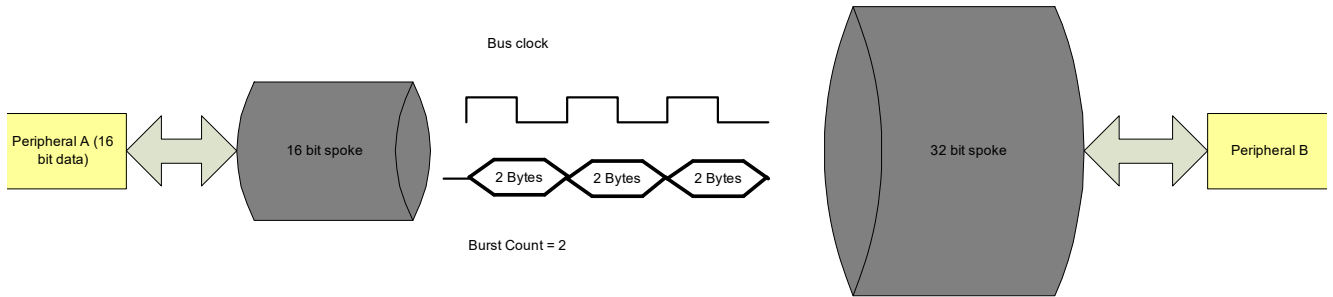 Bus clock
Peripheral A (16
bit data)
16 bit spoke
2 Bytes
2 Bytes
2 Bytes
Burst Count = 2
32 bit spoke
Peripheral B